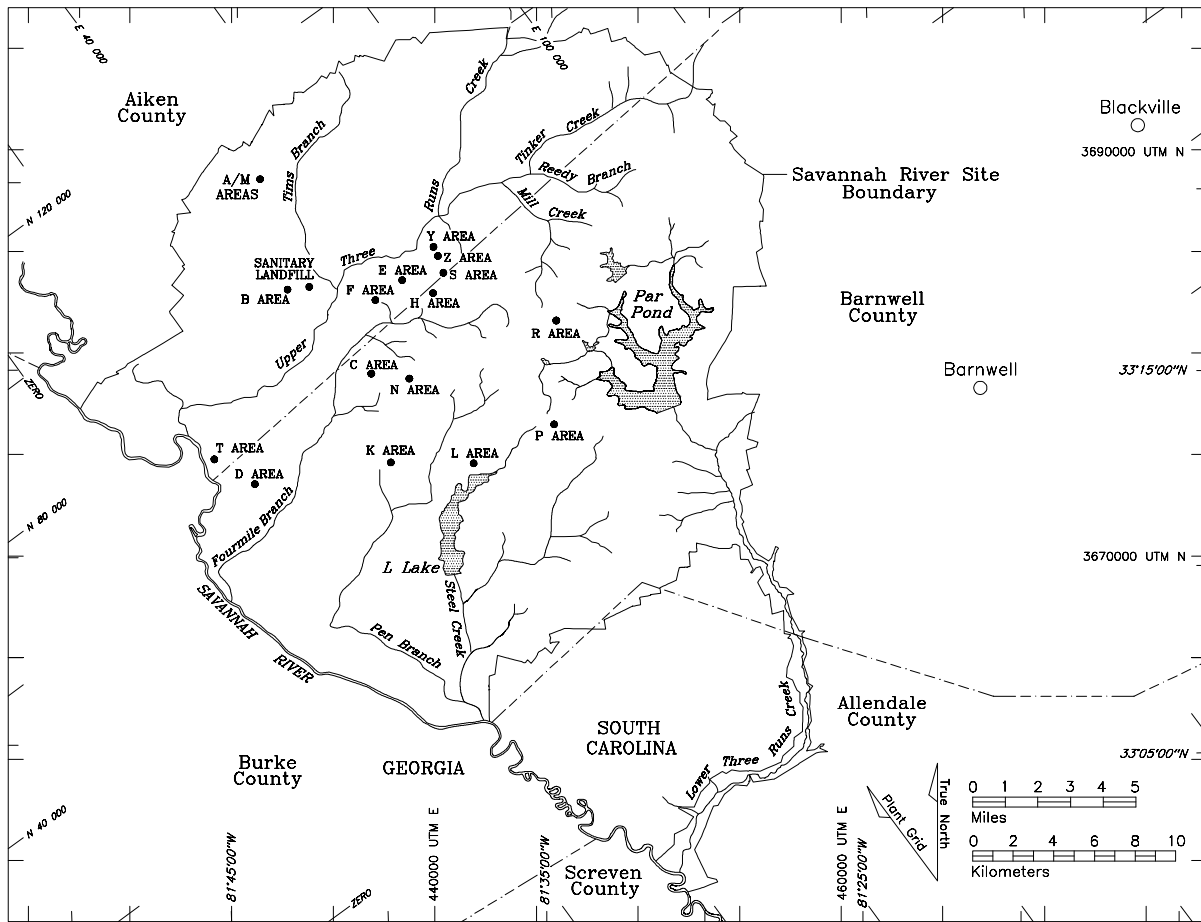 E 40 000
E 100 000
Creek
Aiken
County
Blackville
3690000 UTM N
Tinker Creek
Tims Branch
Reedy Branch
Savannah River Site
Boundary
A/M
AREAS
Runs
Mill
Creek
N 120 000
Y AREA
Three
Z AREA
SANITARY
LANDFILL
E AREA
S AREA
B AREA
F AREA
H AREA
Par
Pond
Barnwell
County
R AREA
Upper
C AREA
N AREA
Barnwell
33°15'00"N
ZERO
P AREA
T AREA
K AREA
L AREA
D AREA
N 80 000
Fourmile Branch
L Lake
3670000 UTM N
SAVANNAH
RIVER
Steel Creek
Pen Branch
Allendale
County
SOUTH
CAROLINA
Lower Three Runs Creek
33°05'00"N
Burke
County
GEORGIA
True North
Plant Grid
0 1 2 3 4 5
Miles
0 2 4 6 8 10
Kilometers
N 40 000
81°45'00"W
440000 UTM E
81°35'00"W
460000 UTM E
81°25'00"W
Screven
County
ZERO